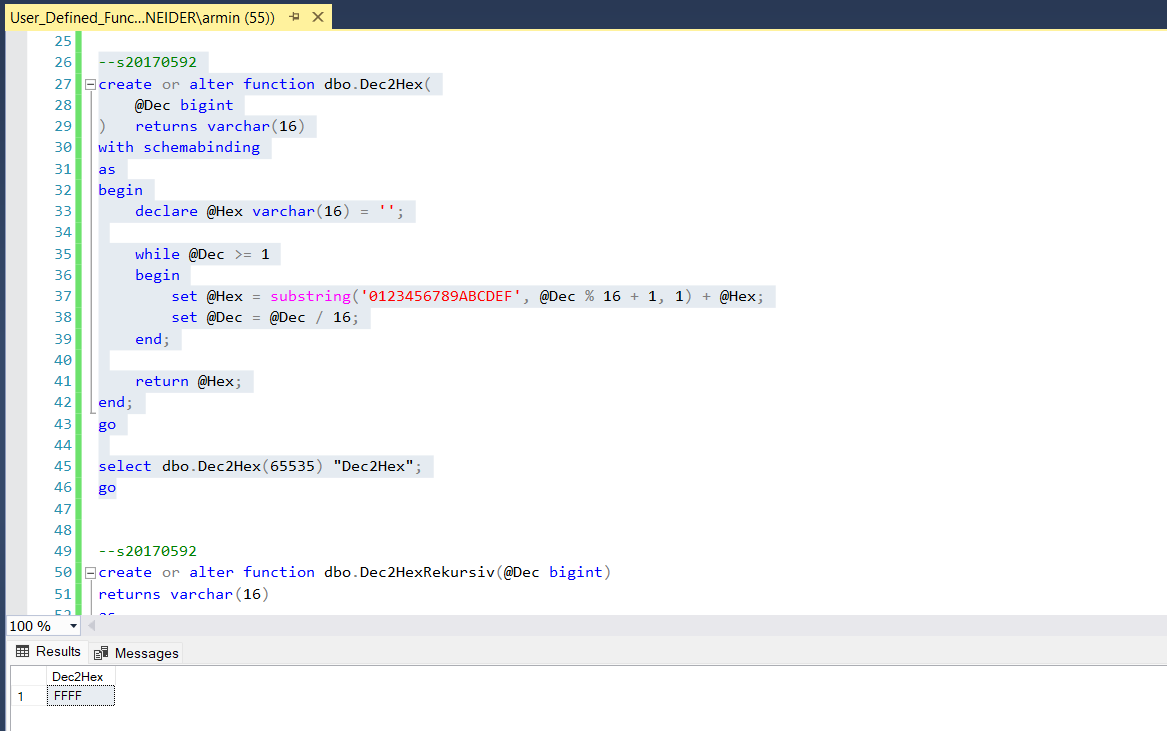 User_Defined_Func...NEIDER\armin (55))
25
26 --s20170592
27 create or alter function dbo.Dec2Hex(
28     @Dec bigint
29 )   returns varchar(16)
30 with schemabinding
31 as
32 begin
33     declare @Hex varchar(16) = '';
34
35     while @Dec >= 1
36     begin
37         set @Hex = substring('0123456789ABCDEF', @Dec % 16 + 1, 1) + @Hex;
38         set @Dec = @Dec / 16;
39     end;
40
41     return @Hex;
42 end;
43 go
44
45 select dbo.Dec2Hex(65535) "Dec2Hex";
46 go
47
48
49 --s20170592
50 create or alter function dbo.Dec2HexRekursiv(@Dec bigint)
51 returns varchar(16)
52 as
100 %
Results Messages
Dec2Hex
1 FFFF